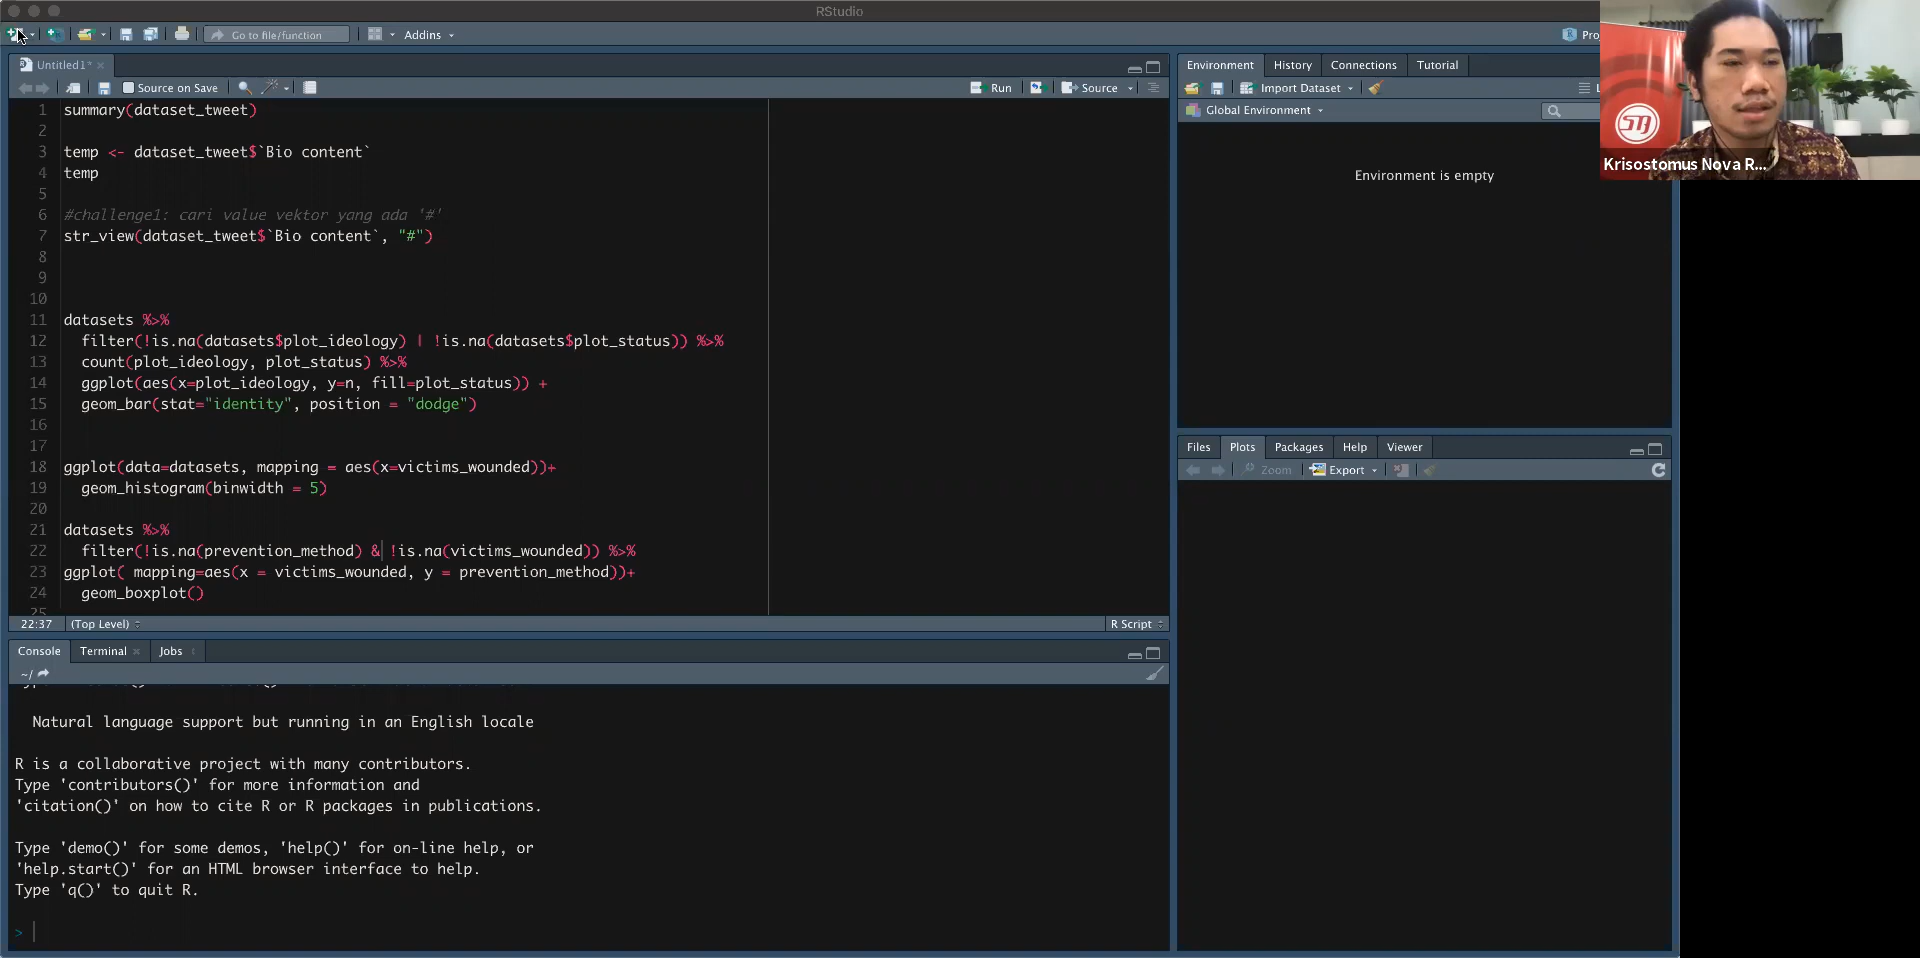 RStudio
Go to file/function
Addins
Untitled1*
Source on Save
Run
Source
1 summary(dataset_tweet)
2
3 temp <- dataset_tweet$`Bio content`
4 temp
5
6 #challenge1: cari value vektor yang ada '#'
7 str_view(dataset_tweet$`Bio content`, "#")
8
9
10
11 datasets %>%
12 filter(!is.na(datasets$plot_ideology) | !is.na(datasets$plot_status)) %>%
13 count(plot_ideology, plot_status) %>%
14 ggplot(aes(x=plot_ideology, y=n, fill=plot_status)) +
15 geom_bar(stat="identity", position = "dodge")
16
17
18 ggplot(data=datasets, mapping = aes(x=victims_wounded))+
19 geom_histogram(binwidth = 5)
20
21 datasets %>%
22 filter(!is.na(prevention_method) & !is.na(victims_wounded)) %>%
23 ggplot( mapping=aes(x = victims_wounded, y = prevention_method))+
24 geom_boxplot()
25
22:37 (Top Level) R Script
Console Terminal Jobs
~/
Natural language support but running in an English locale
R is a collaborative project with many contributors.
Type 'contributors()' for more information and
'citation()' on how to cite R or R packages in publications.
Type 'demo()' for some demos, 'help()' for on-line help, or
'help.start()' for an HTML browser interface to help.
Type 'q()' to quit R.
>
Environment History Connections Tutorial
Import Dataset
Global Environment
Environment is empty
Files Plots Packages Help Viewer
Zoom Export
Krisostomus Nova R...